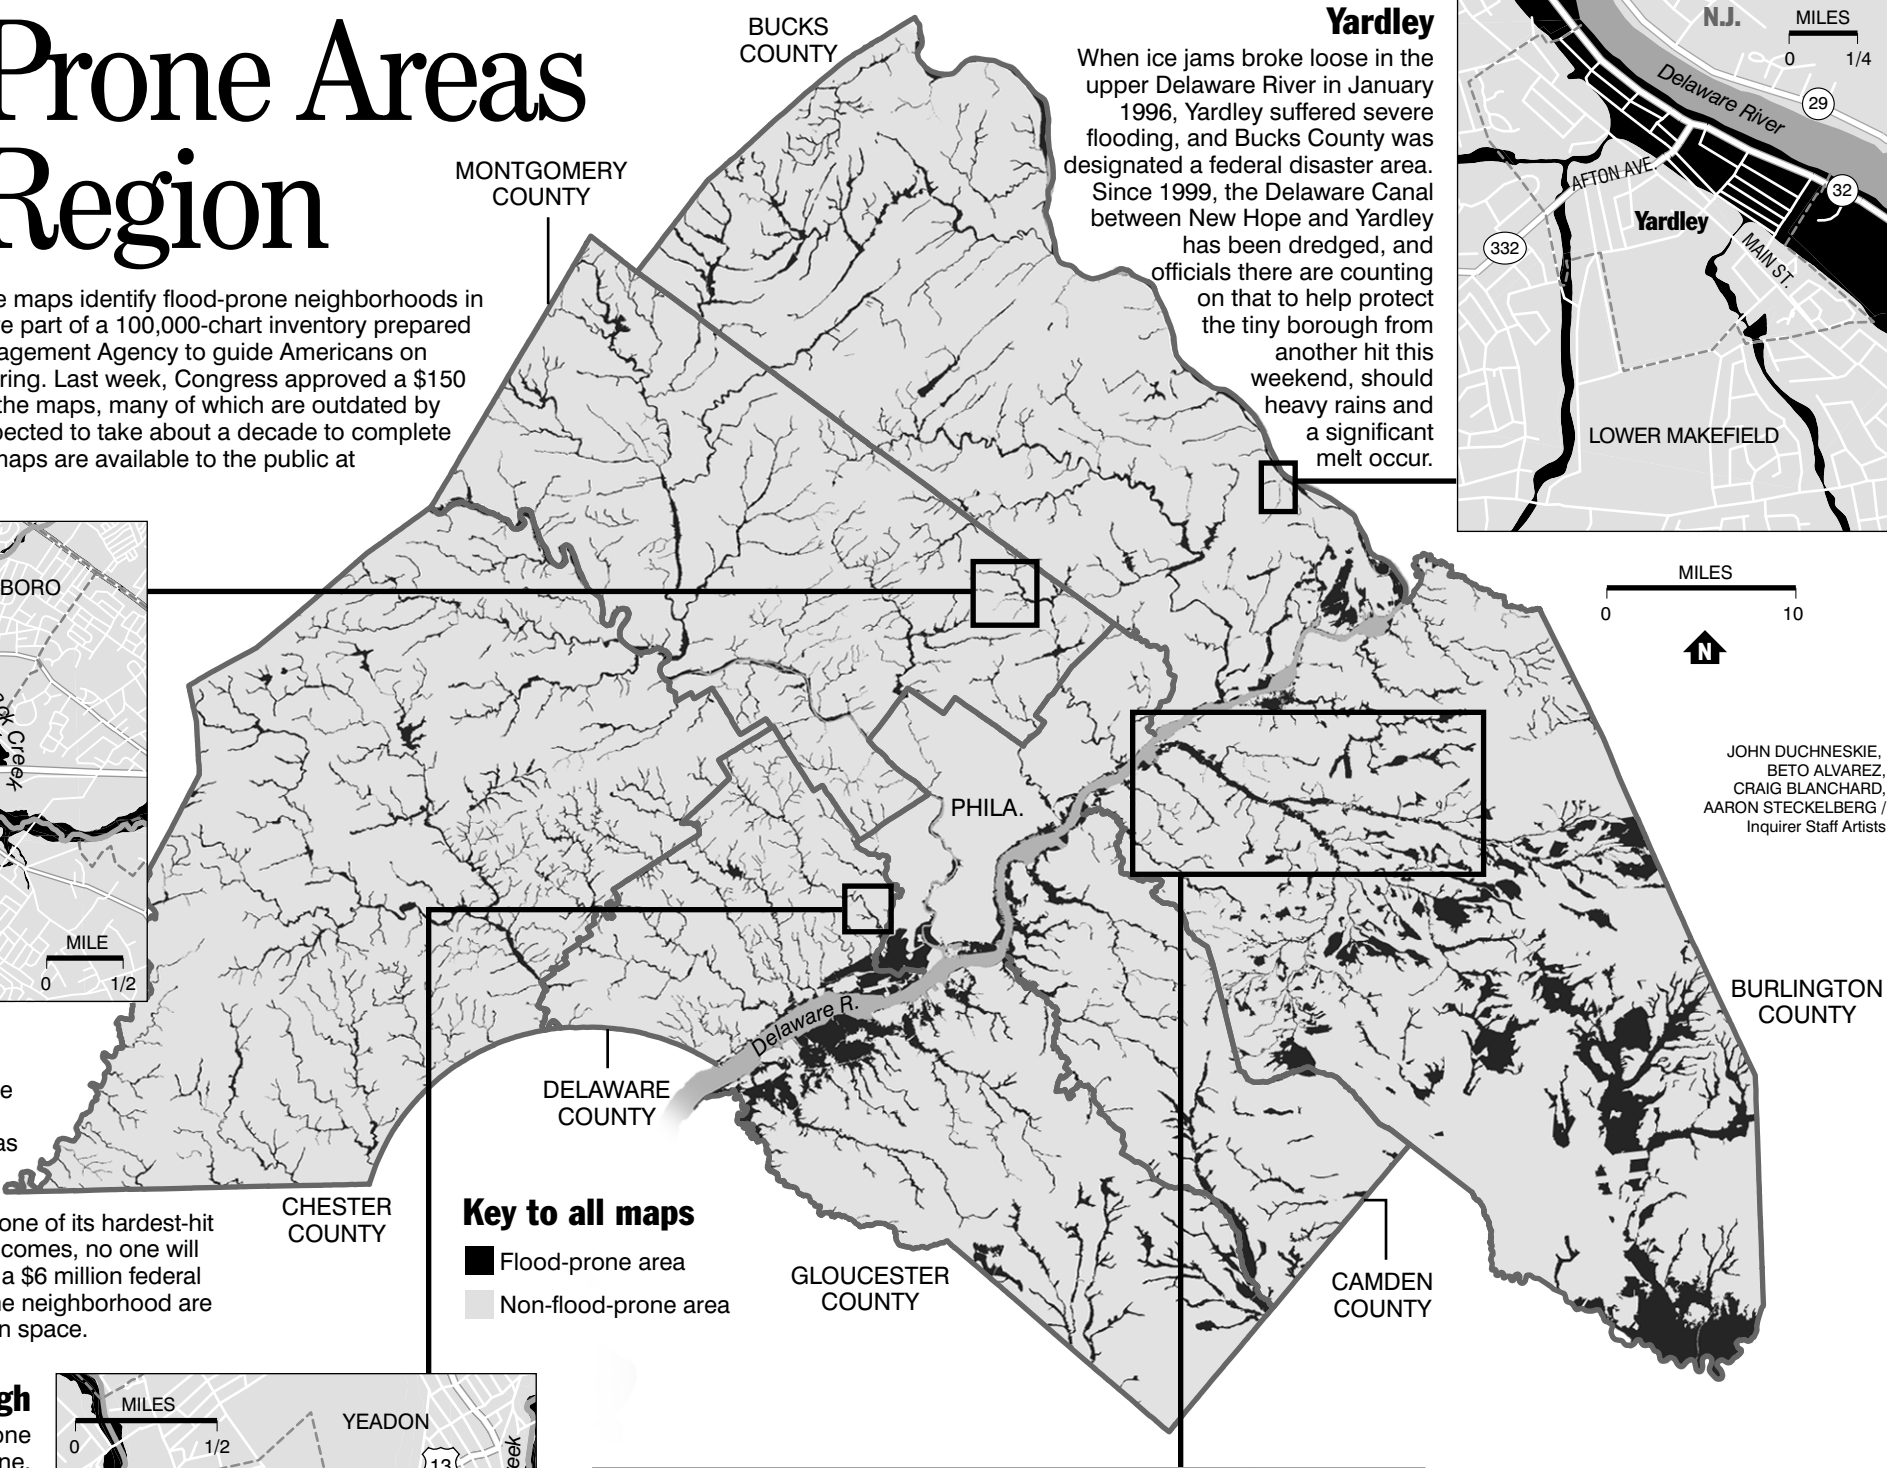 Prone Areas
Region
e maps identify flood-prone neighborhoods in
re part of a 100,000-chart inventory prepared
agement Agency to guide Americans on
ring. Last week, Congress approved a $150
the maps, many of which are outdated by
pected to take about a decade to complete
maps are available to the public at
BUCKS
COUNTY
MONTGOMERY
COUNTY
Yardley
When ice jams broke loose in the
upper Delaware River in January
1996, Yardley suffered severe
flooding, and Bucks County was
designated a federal disaster area.
Since 1999, the Delaware Canal
between New Hope and Yardley
has been dredged, and
officials there are counting
on that to help protect
the tiny borough from
another hit this
weekend, should
heavy rains and
a significant
melt occur.
N.J.
MILES
0 1/4
Delaware River
29
AFTON AVE.
32
Yardley
332
MAIN ST.
LOWER MAKEFIELD
MILES
0 10
N
JOHN DUCHNESKIE,
BETO ALVAREZ,
CRAIG BLANCHARD,
AARON STECKELBERG /
Inquirer Staff Artists
BORO
ck Creek
MILE
0 1/2
PHILA.
Delaware R.
BURLINGTON
COUNTY
DELAWARE
COUNTY
CHESTER
COUNTY
GLOUCESTER
COUNTY
CAMDEN
COUNTY
Key to all maps
Flood-prone area
Non-flood-prone area
e
as
one of its hardest-hit
comes, no one will
a $6 million federal
ne neighborhood are
n space.
gh
one
ne.
MILES
0 1/2
YEADON
13
eek